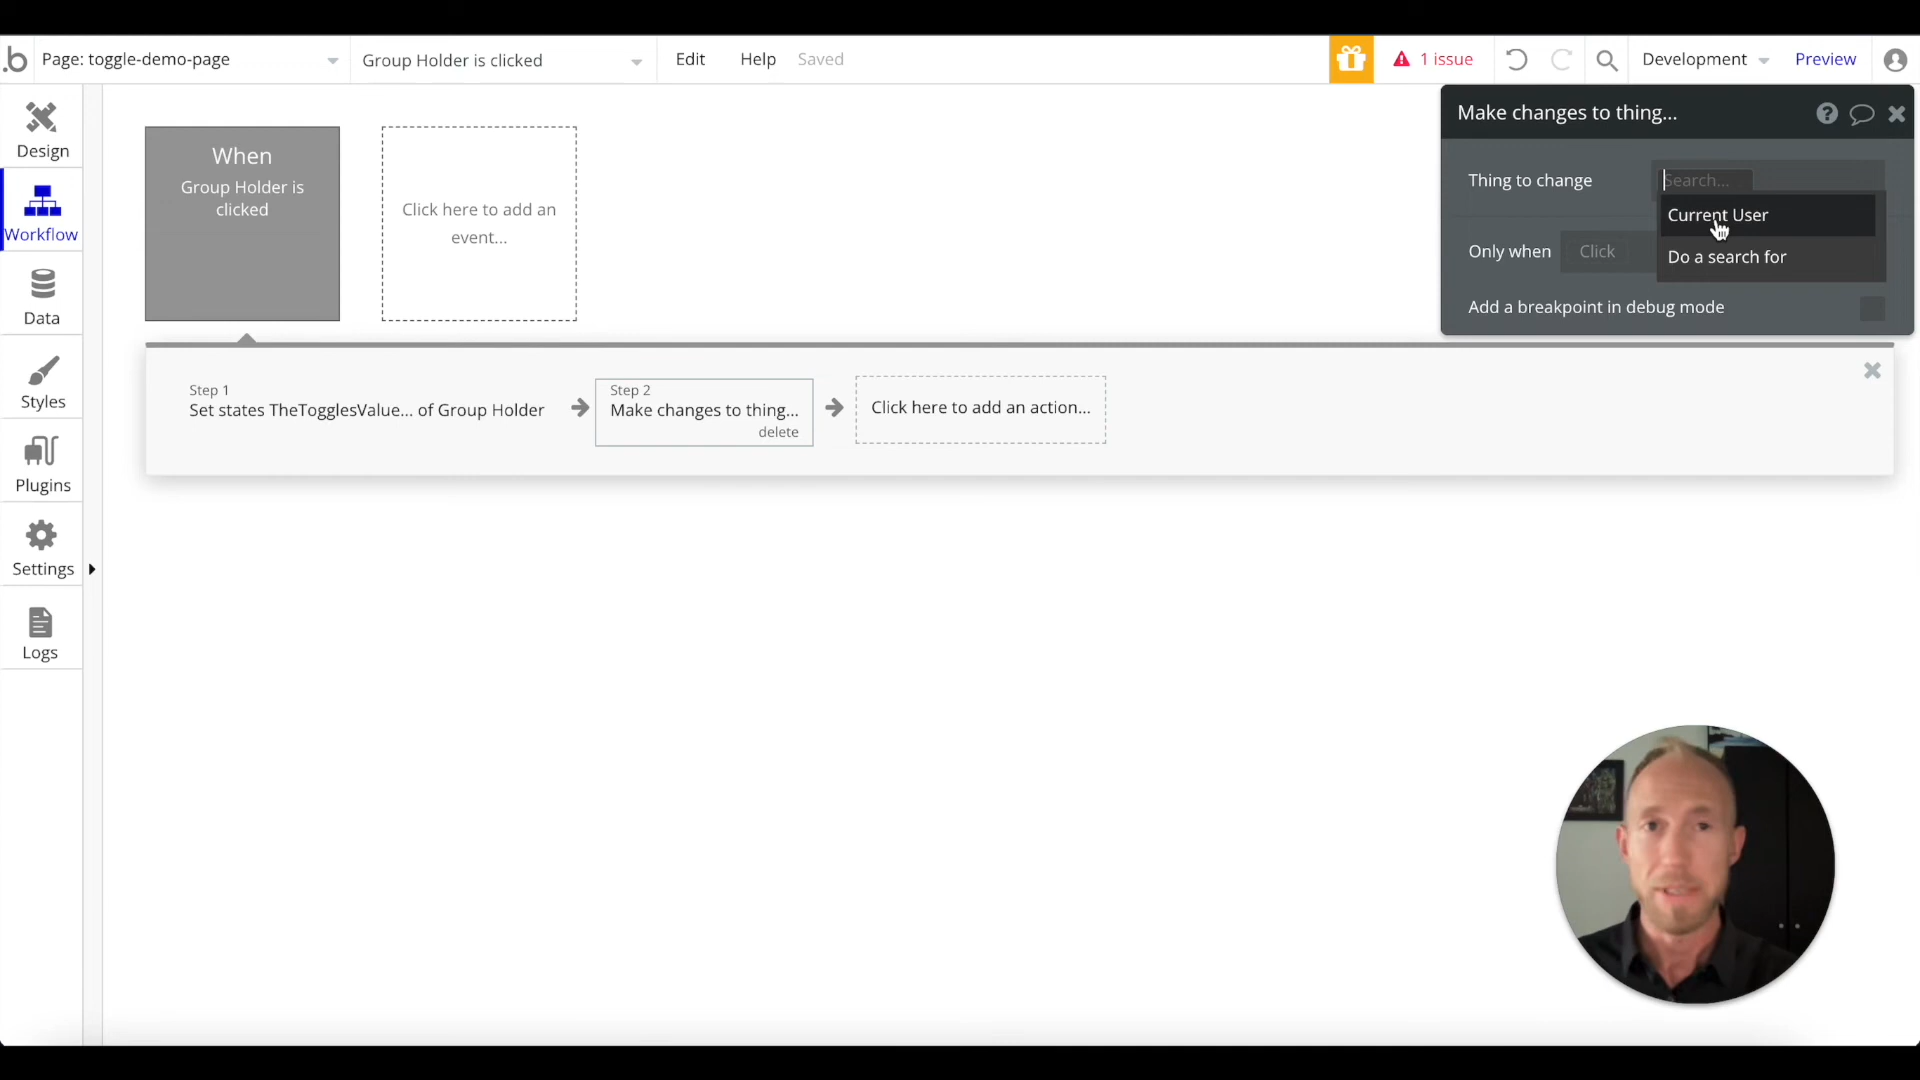 .b
Page: toggle-demo-page
Group Holder is clicked
Edit
Help
Saved
1 issue
Development
Preview
Design
Workflow
Data
Styles
Plugins
Settings
Logs
When
Group Holder is
clicked
Click here to add an
event...
Make changes to thing...
Thing to change
Search...
Current User
Do a search for
Only when
Click
Add a breakpoint in debug mode
Step 1
Set states TheTogglesValue... of Group Holder
Step 2
Make changes to thing...
delete
Click here to add an action...